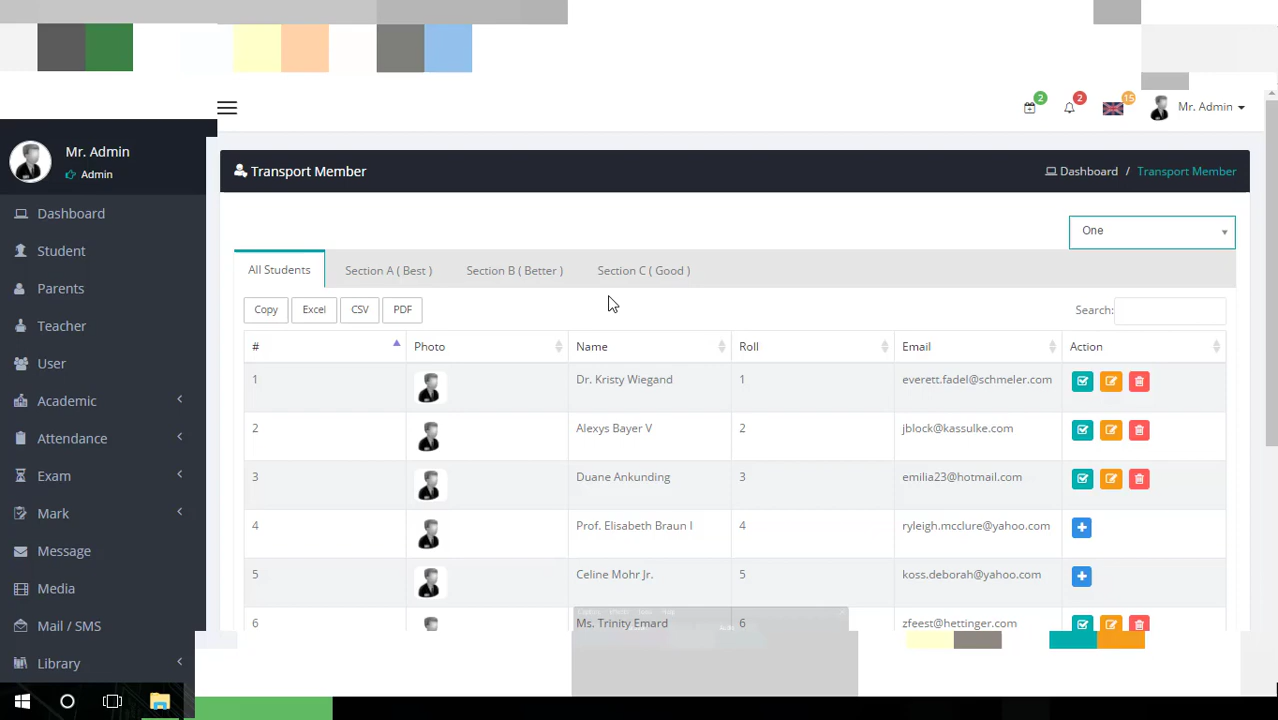 2
2
15
Mr. Admin
Mr. Admin
Admin
Dashboard
Student
Parents
Teacher
User
Academic
Attendance
Exam
Mark
Message
Media
Mail / SMS
Library
Transport Member
Dashboard / Transport Member
One
All Students Section A ( Best ) Section B ( Better ) Section C ( Good )
Copy Excel CSV PDF Search:
# Photo Name Roll Email Action
1 Dr. Kristy Wiegand 1 everett.fadel@schmeler.com
2 Alexys Bayer V 2 jblock@kassulke.com
3 Duane Ankunding 3 emilia23@hotmail.com
4 Prof. Elisabeth Braun I 4 ryleigh.mcclure@yahoo.com
5 Celine Mohr Jr. 5 koss.deborah@yahoo.com
6 Ms. Trinity Emard 6 zfeest@hettinger.com